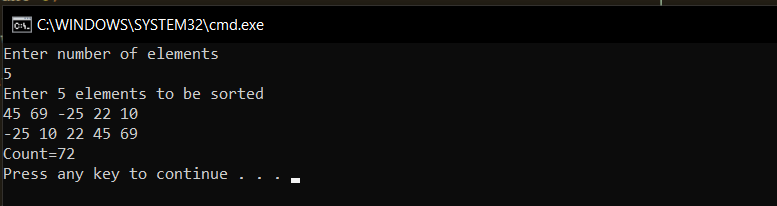 C:\WINDOWS\SYSTEM32\cmd.exe
Enter number of elements
5
Enter 5 elements to be sorted
45 69 -25 22 10
-25 10 22 45 69
Count=72
Press any key to continue . . .